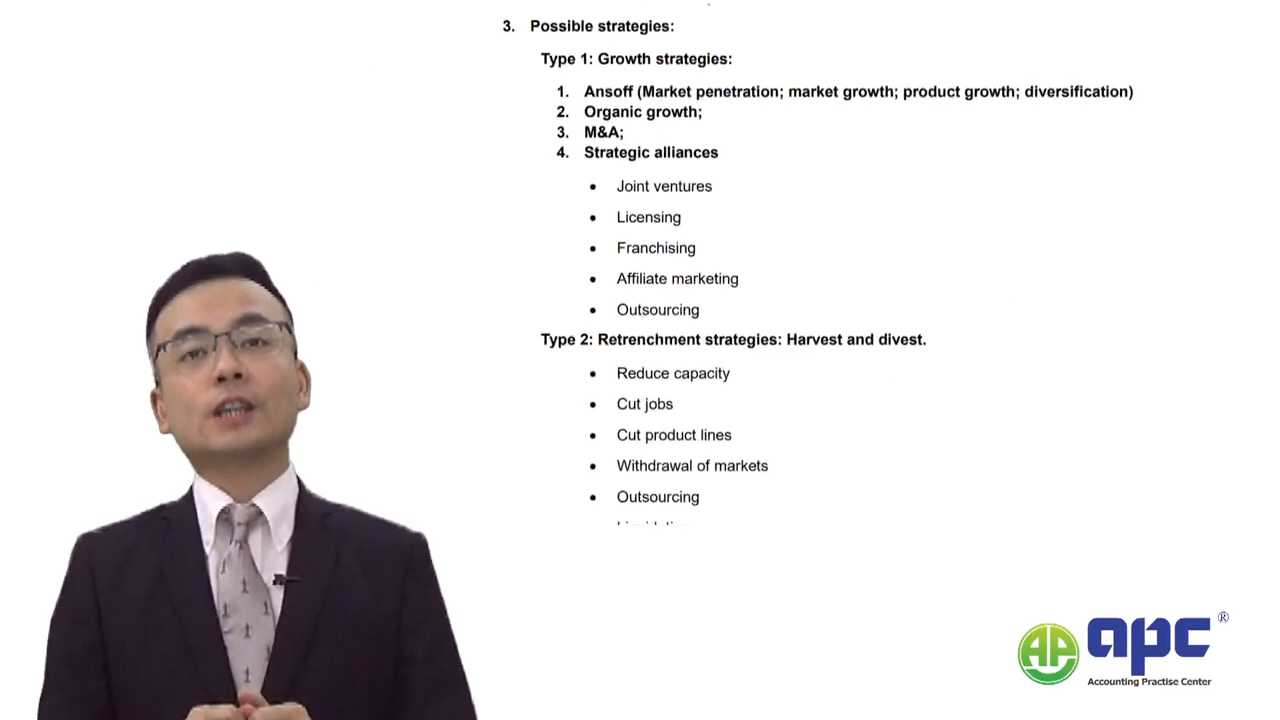 3. Possible strategies:
Type 1: Growth strategies:
1. Ansoff (Market penetration; market growth; product growth; diversification)
2. Organic growth;
3. M&A;
4. Strategic alliances
• Joint ventures
• Licensing
• Franchising
• Affiliate marketing
• Outsourcing
Type 2: Retrenchment strategies: Harvest and divest.
• Reduce capacity
• Cut jobs
• Cut product lines
• Withdrawal of markets
• Outsourcing
AP apc ®
Accounting Practise Center